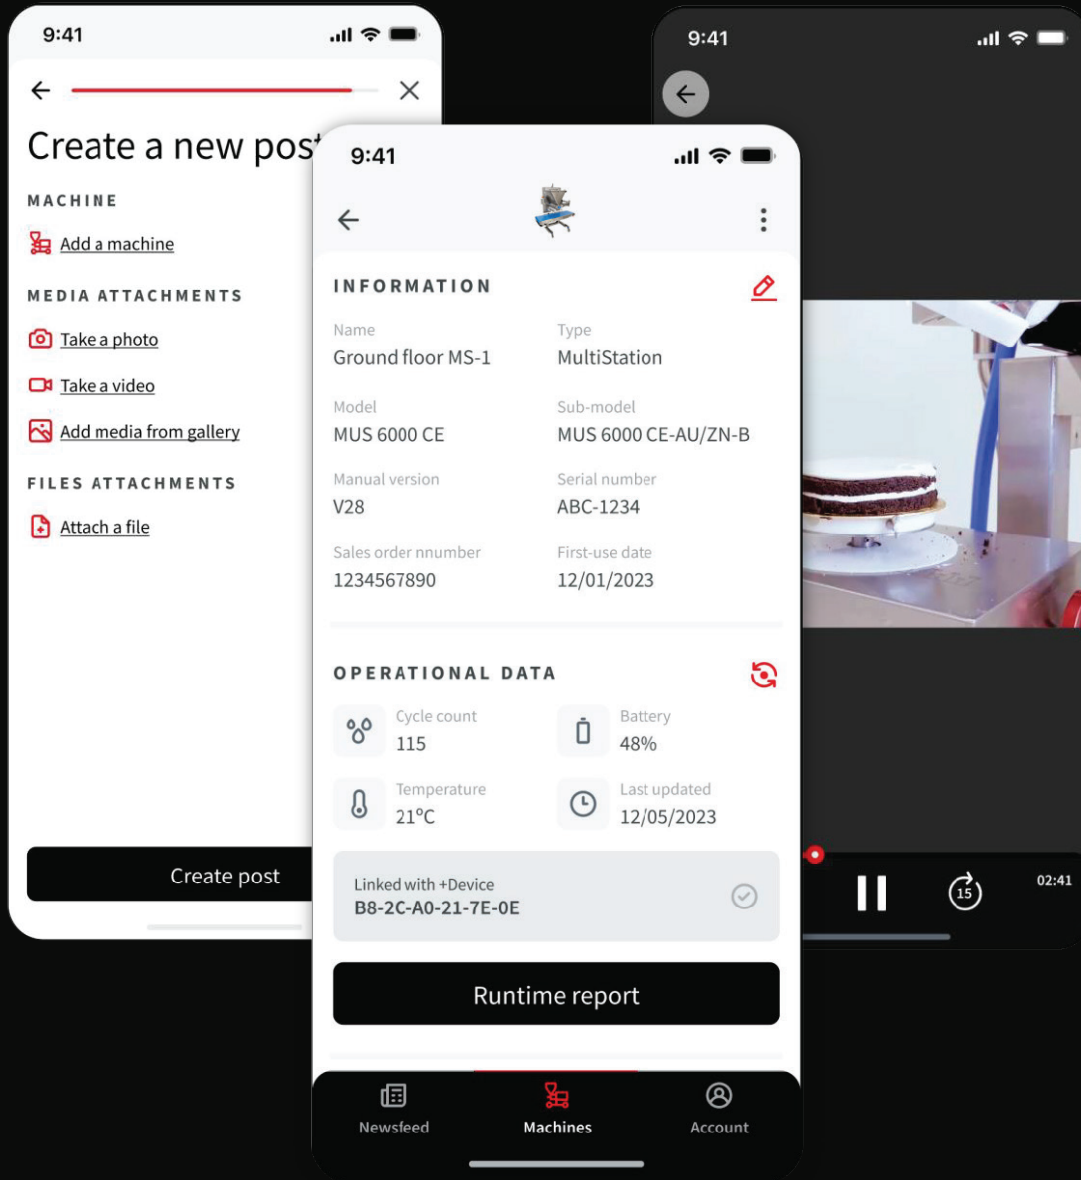 9:41
Create a new pos
MACHINE
Add a machine
MEDIA ATTACHMENTS
Take a photo
Take a video
Add media from gallery
FILES ATTACHMENTS
Attach a file
Create post
9:41
INFORMATION
Name
Ground floor MS-1
Type
MultiStation
Model
MUS 6000 CE
Sub-model
MUS 6000 CE-AU/ZN-B
Manual version
V28
Serial number
ABC-1234
Sales order nnumber
1234567890
First-use date
12/01/2023
OPERATIONAL DATA
Cycle count
115
Battery
48%
Temperature
21°C
Last updated
12/05/2023
Linked with +Device
B8-2C-A0-21-7E-0E
Runtime report
Newsfeed
Machines
Account
9:41
15
02:41